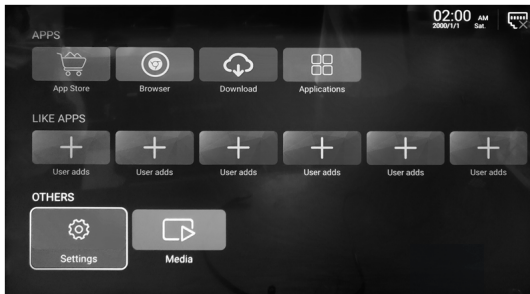 02:00 AM
2000/1/1 Sat.
APPS
App Store Browser Download Applications
LIKE APPS
User adds User adds User adds User adds User adds User adds
OTHERS
Settings Media